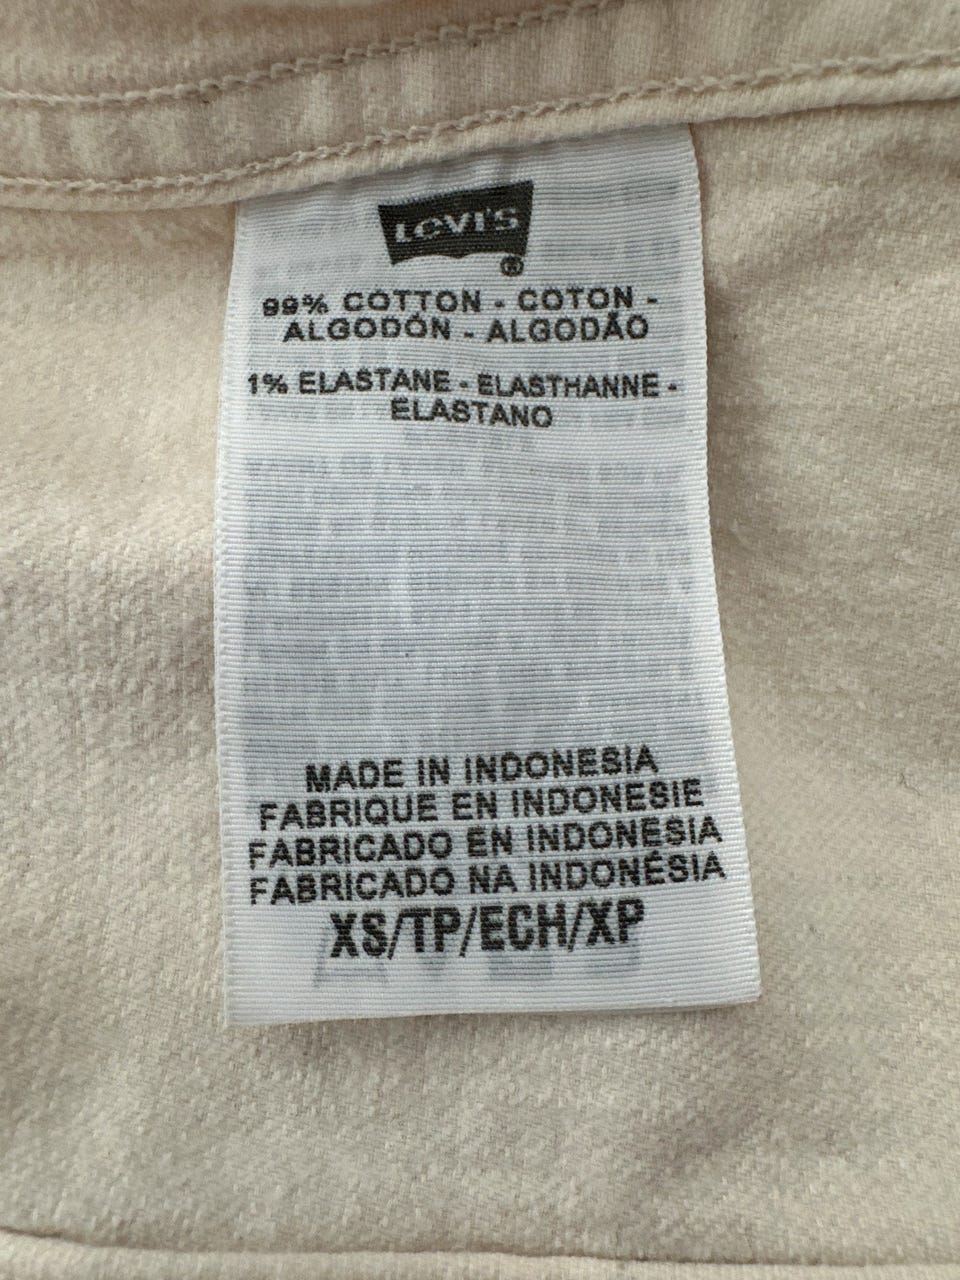 Levi's
®
99% COTTON - COTON -
ALGODÓN - ALGODÃO
1% ELASTANE - ELASTHANNE -
ELASTANO
MADE IN INDONESIA
FABRIQUE EN INDONESIE
FABRICADO EN INDONESIA
FABRICADO NA INDONÉSIA
XS/TP/ECH/XP